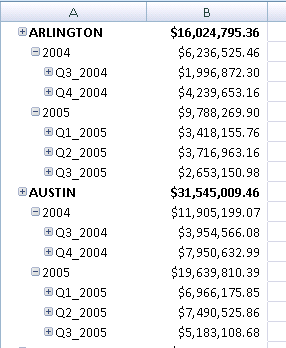 A B
ARLINGTON $16,024,795.36
2004 $6,236,525.46
Q3_2004 $1,996,872.30
Q4_2004 $4,239,653.16
2005 $9,788,269.90
Q1_2005 $3,418,155.76
Q2_2005 $3,716,963.16
Q3_2005 $2,653,150.98
AUSTIN $31,545,009.46
2004 $11,905,199.07
Q3_2004 $3,954,566.08
Q4_2004 $7,950,632.99
2005 $19,639,810.39
Q1_2005 $6,966,175.85
Q2_2005 $7,490,525.86
Q3_2005 $5,183,108.68